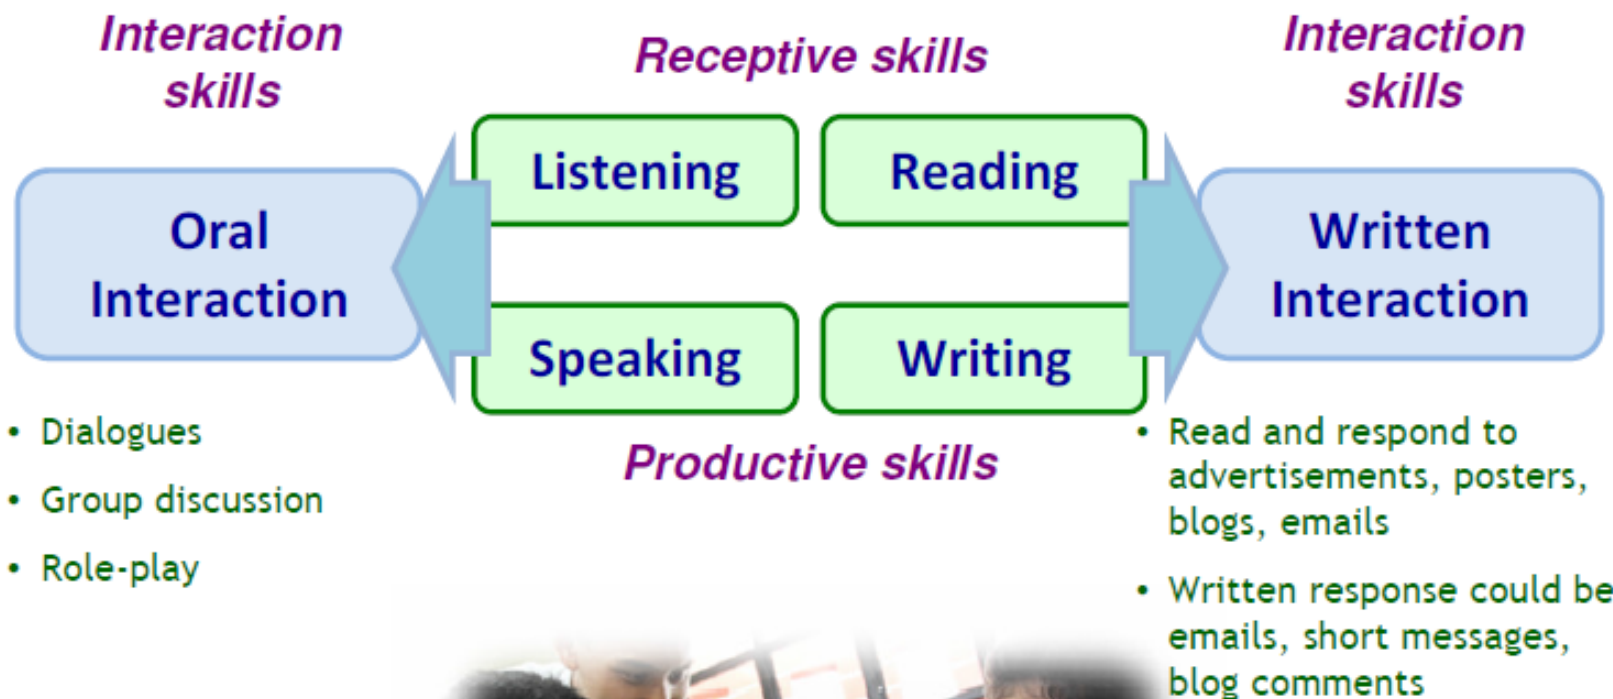 Interaction
skills
Receptive skills
Interaction
skills
Listening
Reading
Oral
Interaction
Written
Interaction
Speaking
Writing
Productive skills
• Dialogues
• Group discussion
• Role-play
• Read and respond to
advertisements, posters,
blogs, emails
• Written response could be
emails, short messages,
blog comments